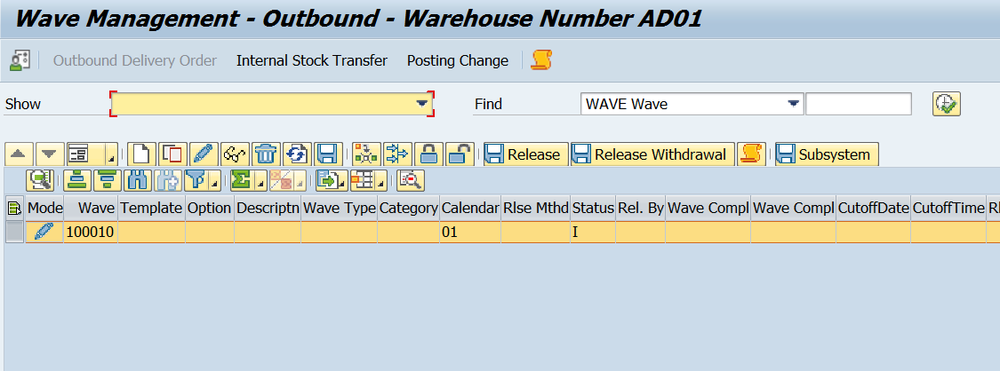 Wave Management - Outbound - Warehouse Number AD01
Outbound Delivery Order Internal Stock Transfer Posting Change
Show Find WAVE Wave
Release Release Withdrawal Subsystem
Mode Wave Template Option Descriptn Wave Type Category Calendar Rlse Mthd Status Rel. By Wave Compl Wave Compl CutoffDate CutoffTime Rl
100010 01 I